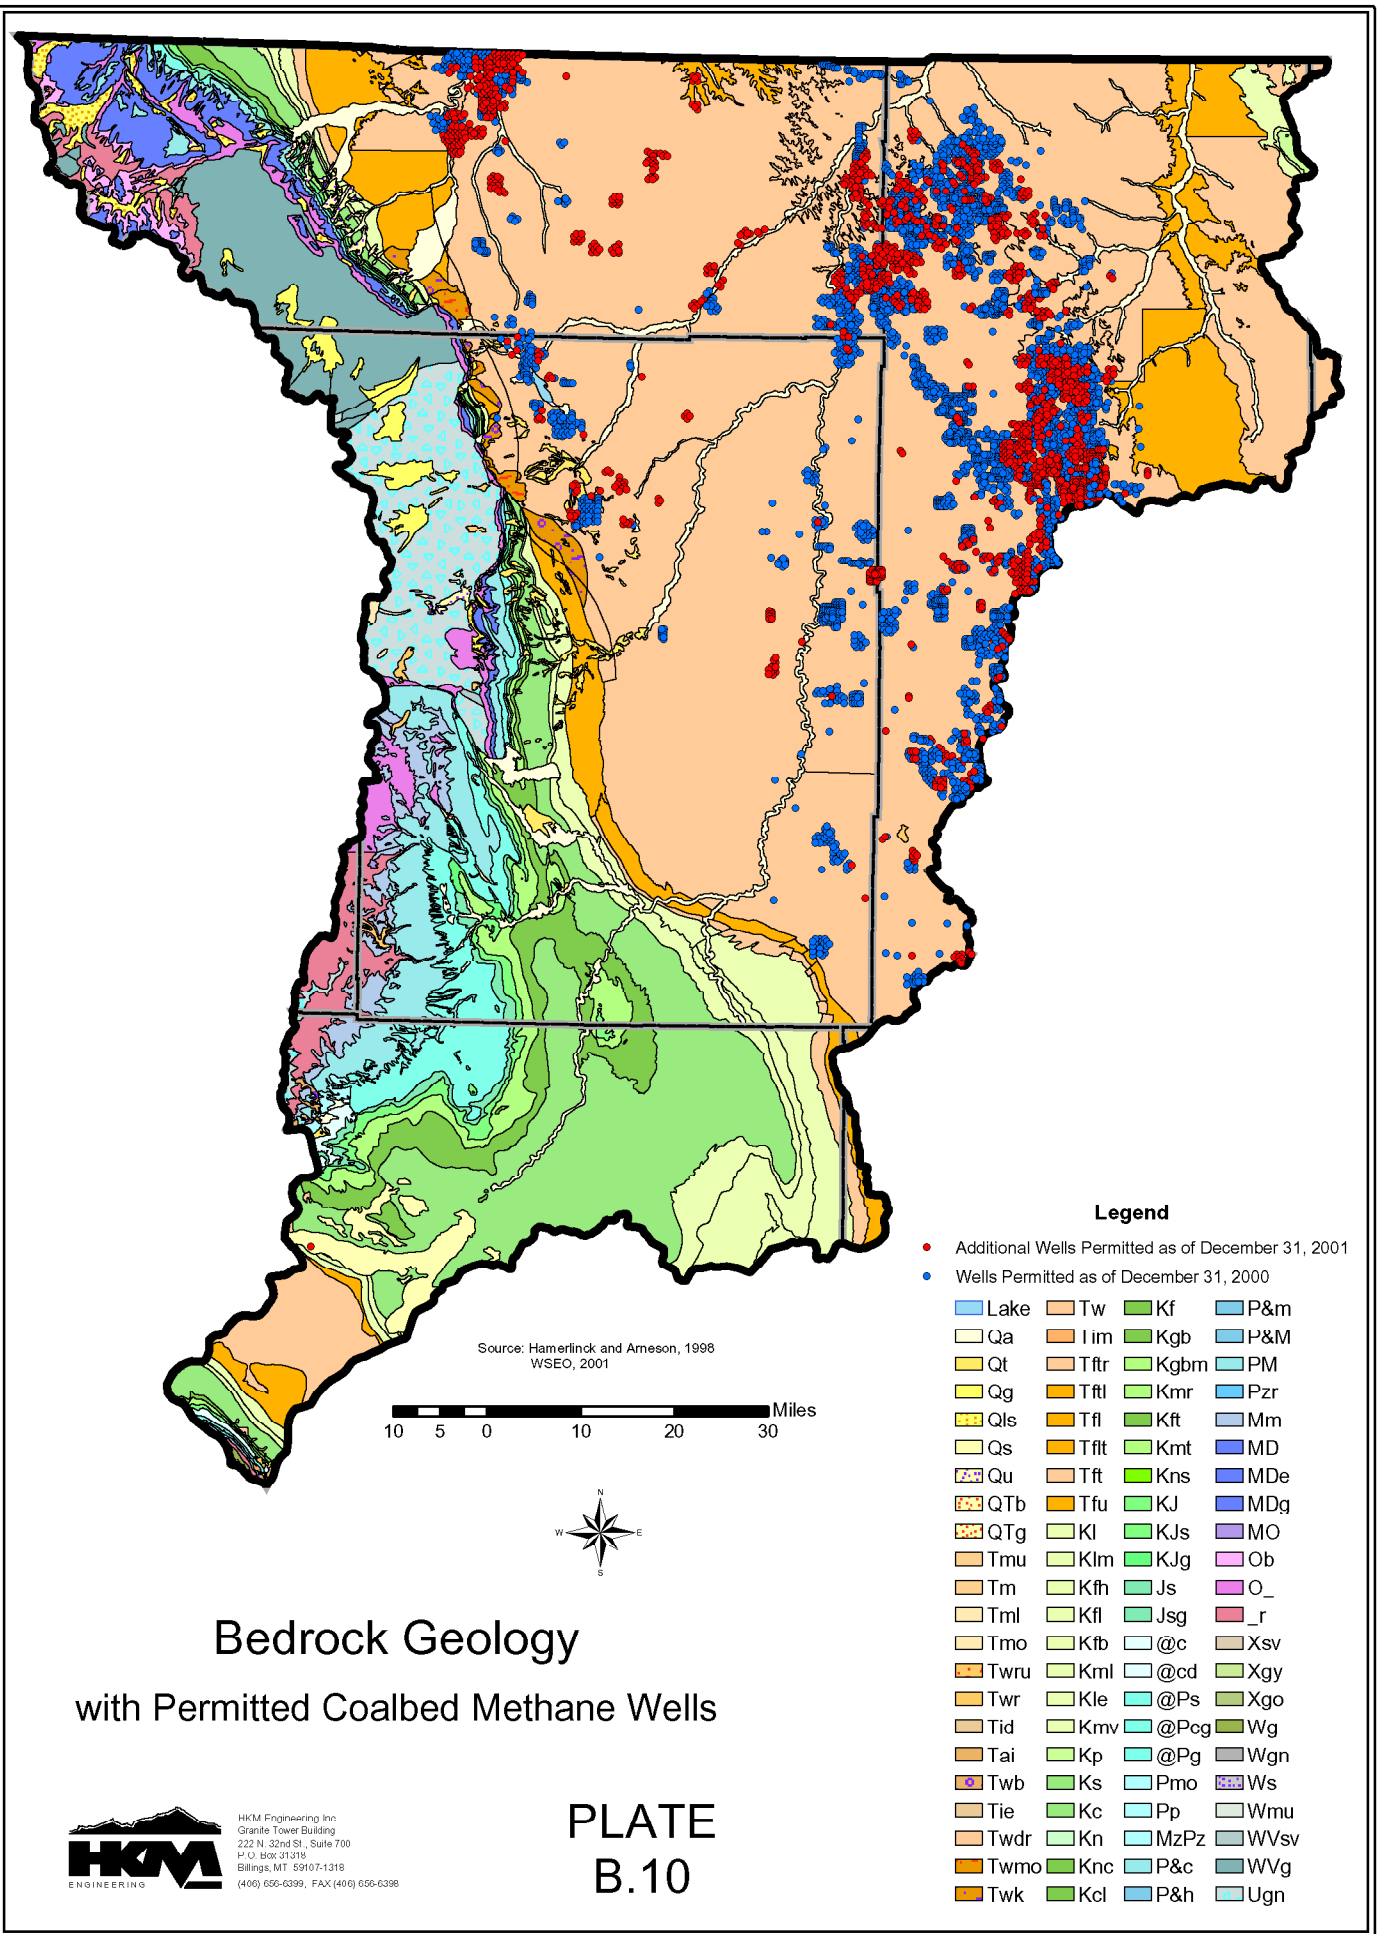 Legend
Additional Wells Permitted as of December 31, 2001
Wells Permitted as of December 31, 2000
Lake Tw Kf P&m
Qa Tim Kgb P&M
Qt Tftr Kgbm PM
Qg Tftl Kmr Pzr
Qls Tfl Kft Mm
Qs Tflt Kmt MD
Qu Tft Kns MDe
QTb Tfu KJ MDg
QTg Kl KJs MO
Tmu Klm KJg Ob
Tm Kfh Js O_
Tml Kfl Jsg _r
Tmo Kfb @c Xsv
Twru Kml @cd Xgy
Twr Kle @Ps Xgo
Tid Kmv @Pcg Wg
Tai Kp @Pg Wgn
Twb Ks Pmo Ws
Tie Kc Pp Wmu
Twdr Kn MzPz WVsv
Twmo Knc P&c WVg
Twk Kcl P&h Ugn
Source: Hamerlinck and Arneson, 1998
WSEO, 2001
Miles
10 5 0 10 20 30
N
W E
S
Bedrock Geology
with Permitted Coalbed Methane Wells
PLATE
B.10
HKM
ENGINEERING
HKM Engineering Inc
Granite Tower Building
222 N. 32nd St., Suite 700
P.O. Box 31318
Billings, MT 59107-1318
(406) 656-6399, FAX (406) 656-6398